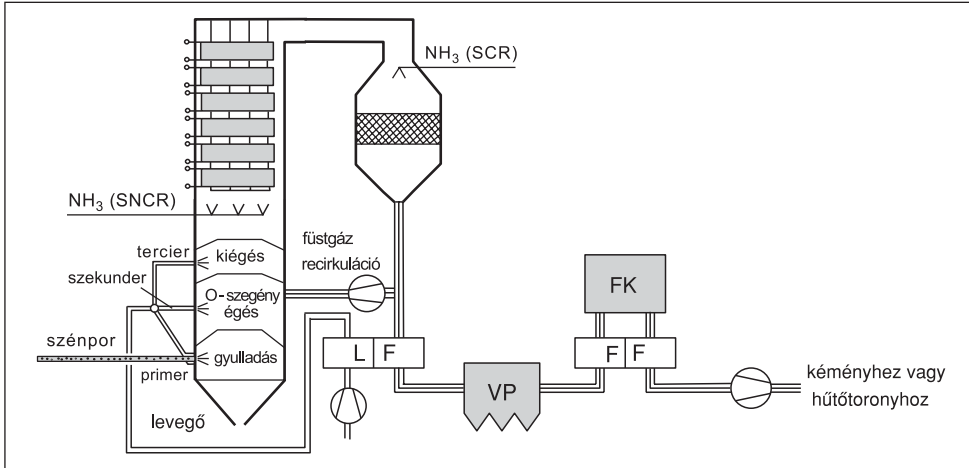 NH₃ (SCR)
NH₃ (SNCR)
tercier
kiégés
füstgáz
recirkuláció
szekunder
O-szegény
égés
FK
szénpor
gyulladás
primer
L F
F F
VP
levegő
kéményhez vagy
hűtőtoronyhoz